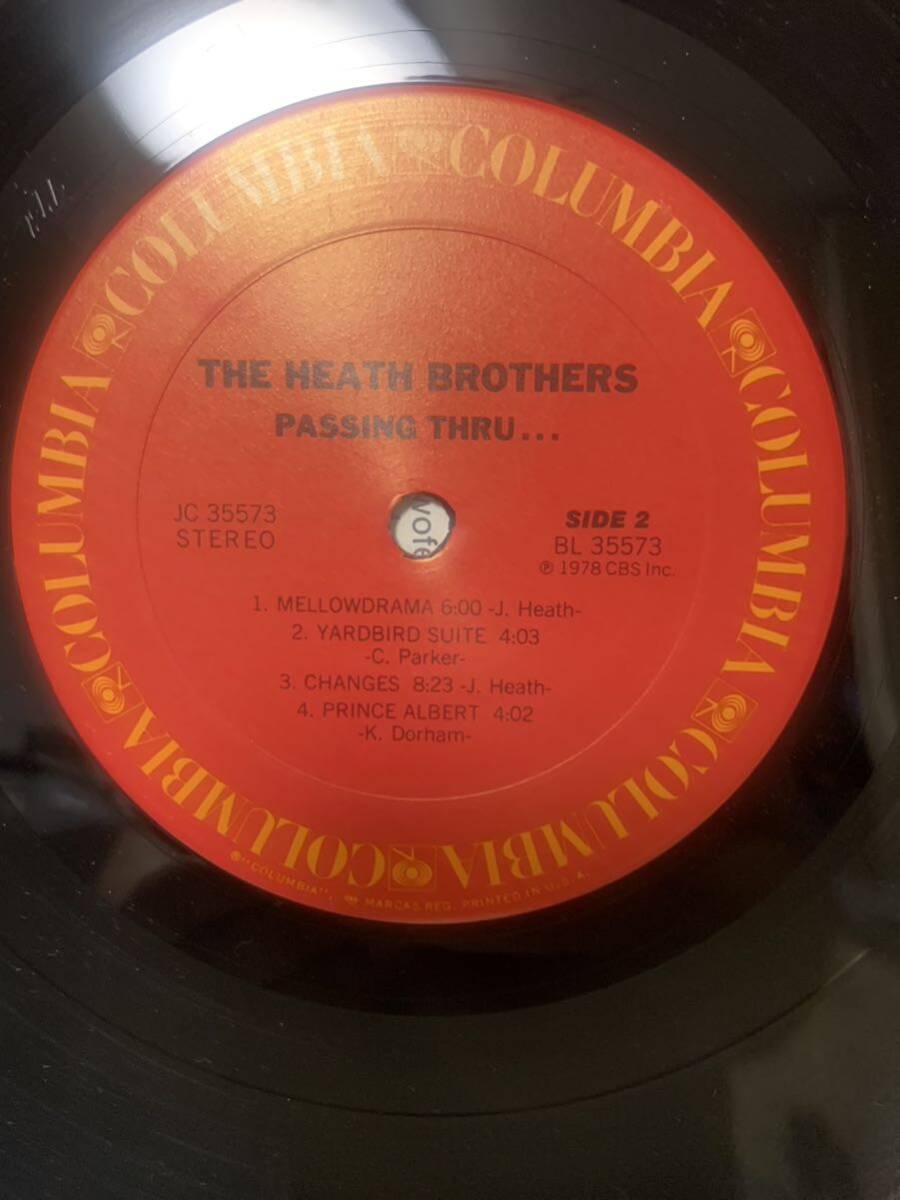 COLUMBIA COLUMBIA COLUMBIA COLUMBIA COLUMBIA COLUMBIA
THE HEATH BROTHERS
PASSING THRU...
JC 35573
STEREO
SIDE 2
BL 35573
℗ 1978 CBS Inc.
1. MELLOWDRAMA 6:00 -J. Heath-
2. YARDBIRD SUITE 4:03
-C. Parker-
3. CHANGES 8:23 -J. Heath-
4. PRINCE ALBERT 4:02
-K. Dorham-
® "COLUMBIA", MARCAS REG. PRINTED IN U.S.A.